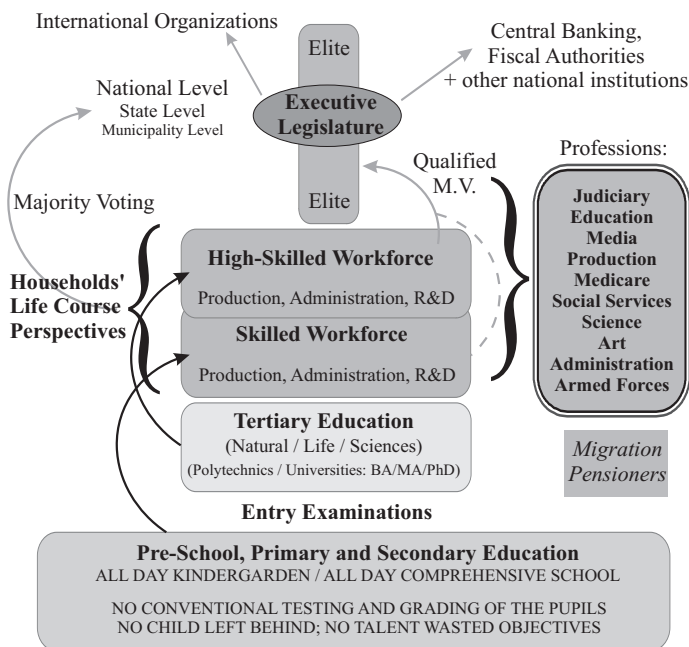 International Organizations
Elite
Central Banking,
Fiscal Authorities
+ other national institutions
National Level
State Level
Municipality Level
Executive
Legislature
Majority Voting
Elite
Qualified
M.V.
Professions:
Judiciary
Education
Media
Production
Medicare
Social Services
Science
Art
Administration
Armed Forces
Households'
Life Course
Perspectives
High-Skilled Workforce
Production, Administration, R&D
Skilled Workforce
Production, Administration, R&D
Tertiary Education
(Natural / Life / Sciences)
(Polytechnics / Universities: BA/MA/PhD)
Migration
Pensioners
Entry Examinations
Pre-School, Primary and Secondary Education
ALL DAY KINDERGARDEN / ALL DAY COMPREHENSIVE SCHOOL
NO CONVENTIONAL TESTING AND GRADING OF THE PUPILS
NO CHILD LEFT BEHIND; NO TALENT WASTED OBJECTIVES